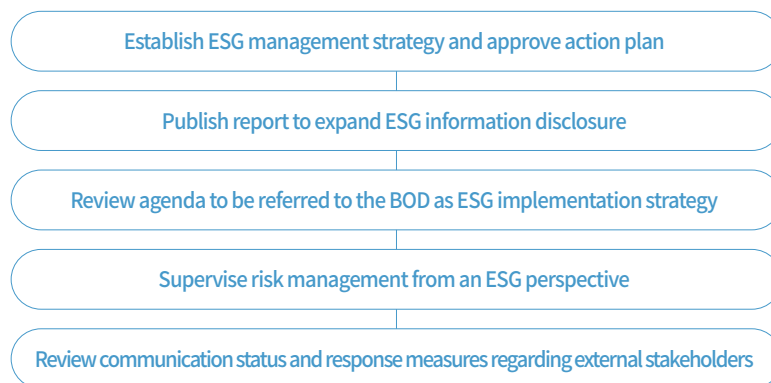 Establish ESG management strategy and approve action plan
Publish report to expand ESG information disclosure
Review agenda to be referred to the BOD as ESG implementation strategy
Supervise risk management from an ESG perspective
Review communication status and response measures regarding external stakeholders